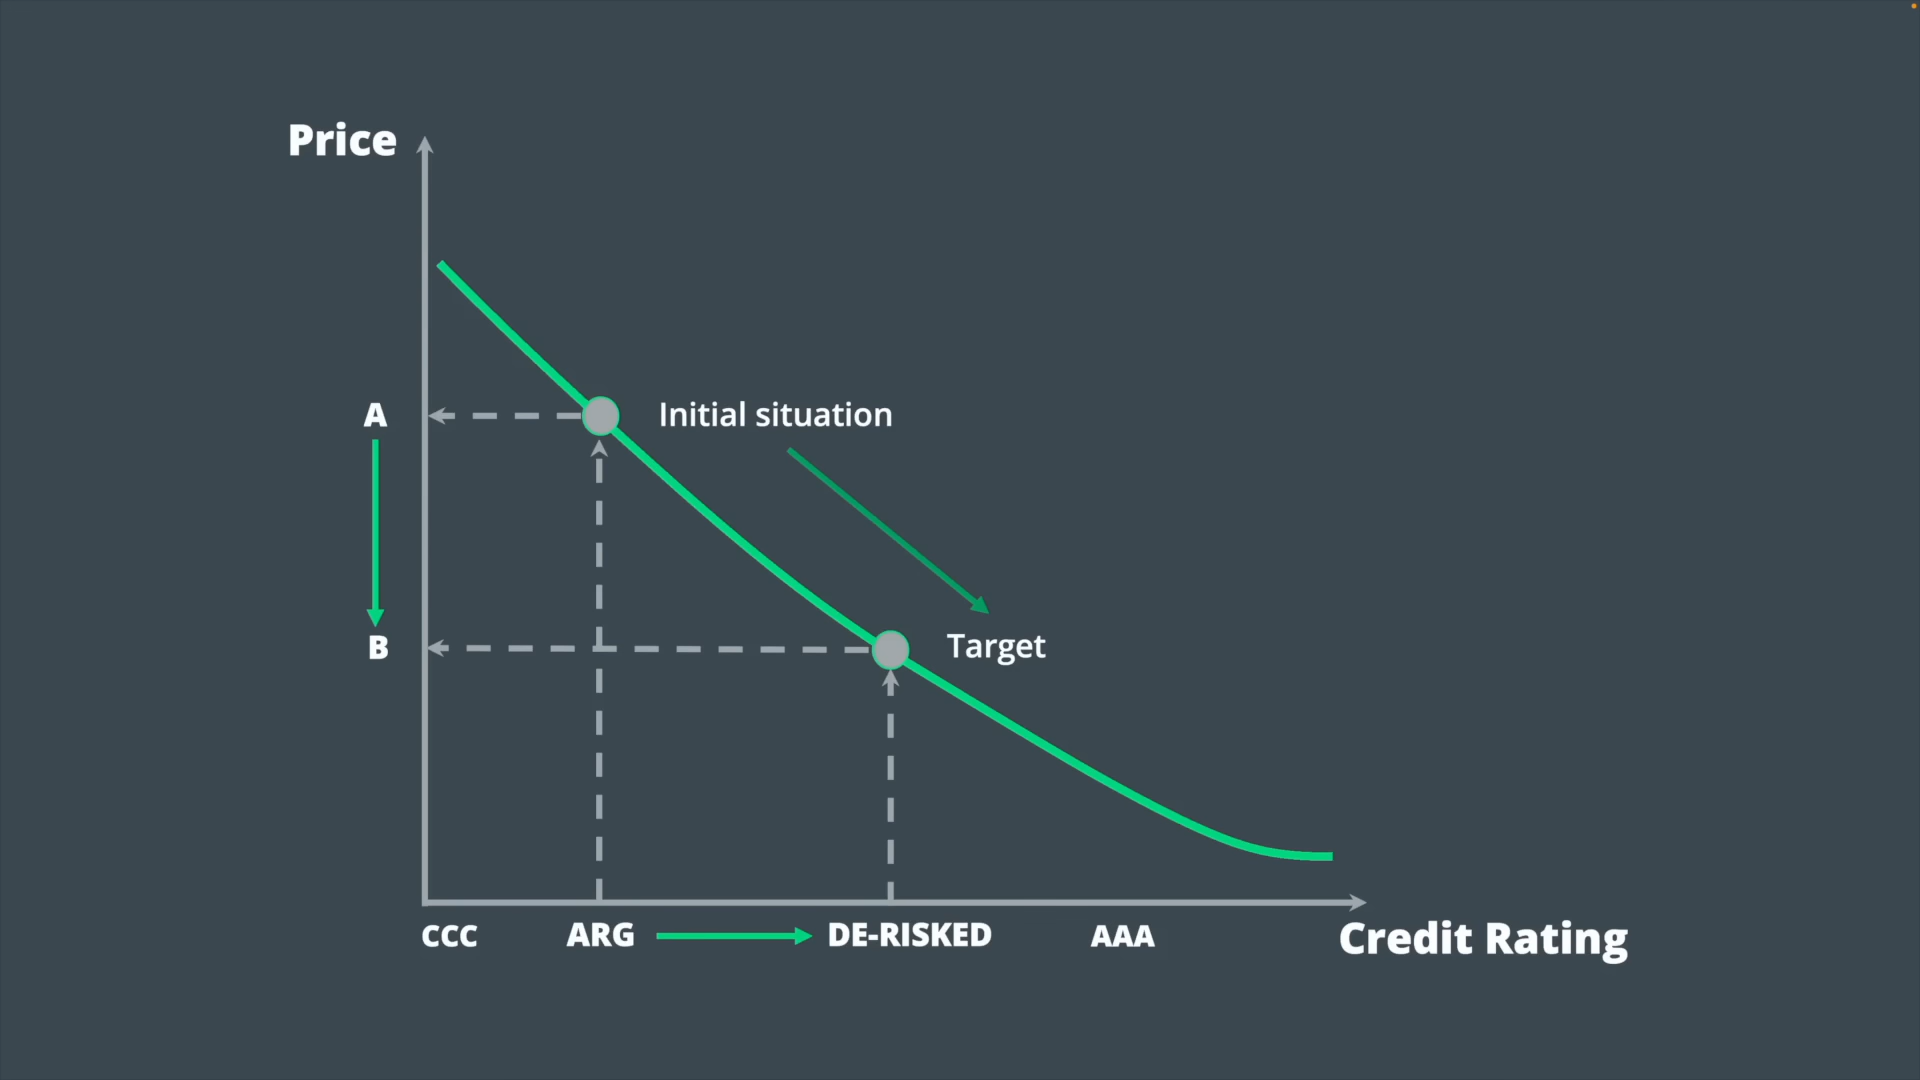 Price
A
Initial situation
B
Target
CCC
ARG
DE-RISKED
AAA
Credit Rating